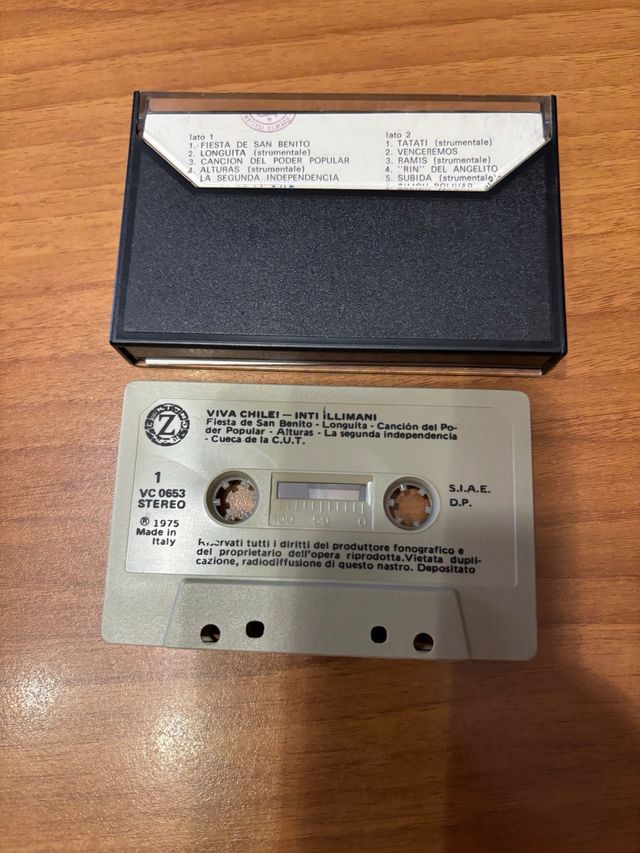 lato 1
1. FIESTA DE SAN BENITO
2. LONGUITA (strumentale)
3. CANCION DEL PODER POPULAR
4. ALTURAS (strumentale)
LA SEGUNDA INDEPENDENCIA
lato 2
1. TATATI (strumentale)
2. VENCEREMOS
3. RAMIS (strumentale)
4. "RIN" DEL ANGELITO
5. SUBIDA (strumentale)
Z
VIVA CHILE! — INTI ILLIMANI
Fiesta de San Benito - Longuita - Canción del Po-
der Popular - Alturas - La segunda independencia
- Cueca de la C.U.T.
1
VC 0653
STEREO
℗ 1975
Made in
Italy
100 50 0
S.I.A.E.
D.P.
Riservati tutti i diritti del produttore fonografico e
del proprietario dell'opera riprodotta. Vietata dupli-
cazione, radiodiffusione di questo nastro. Depositato